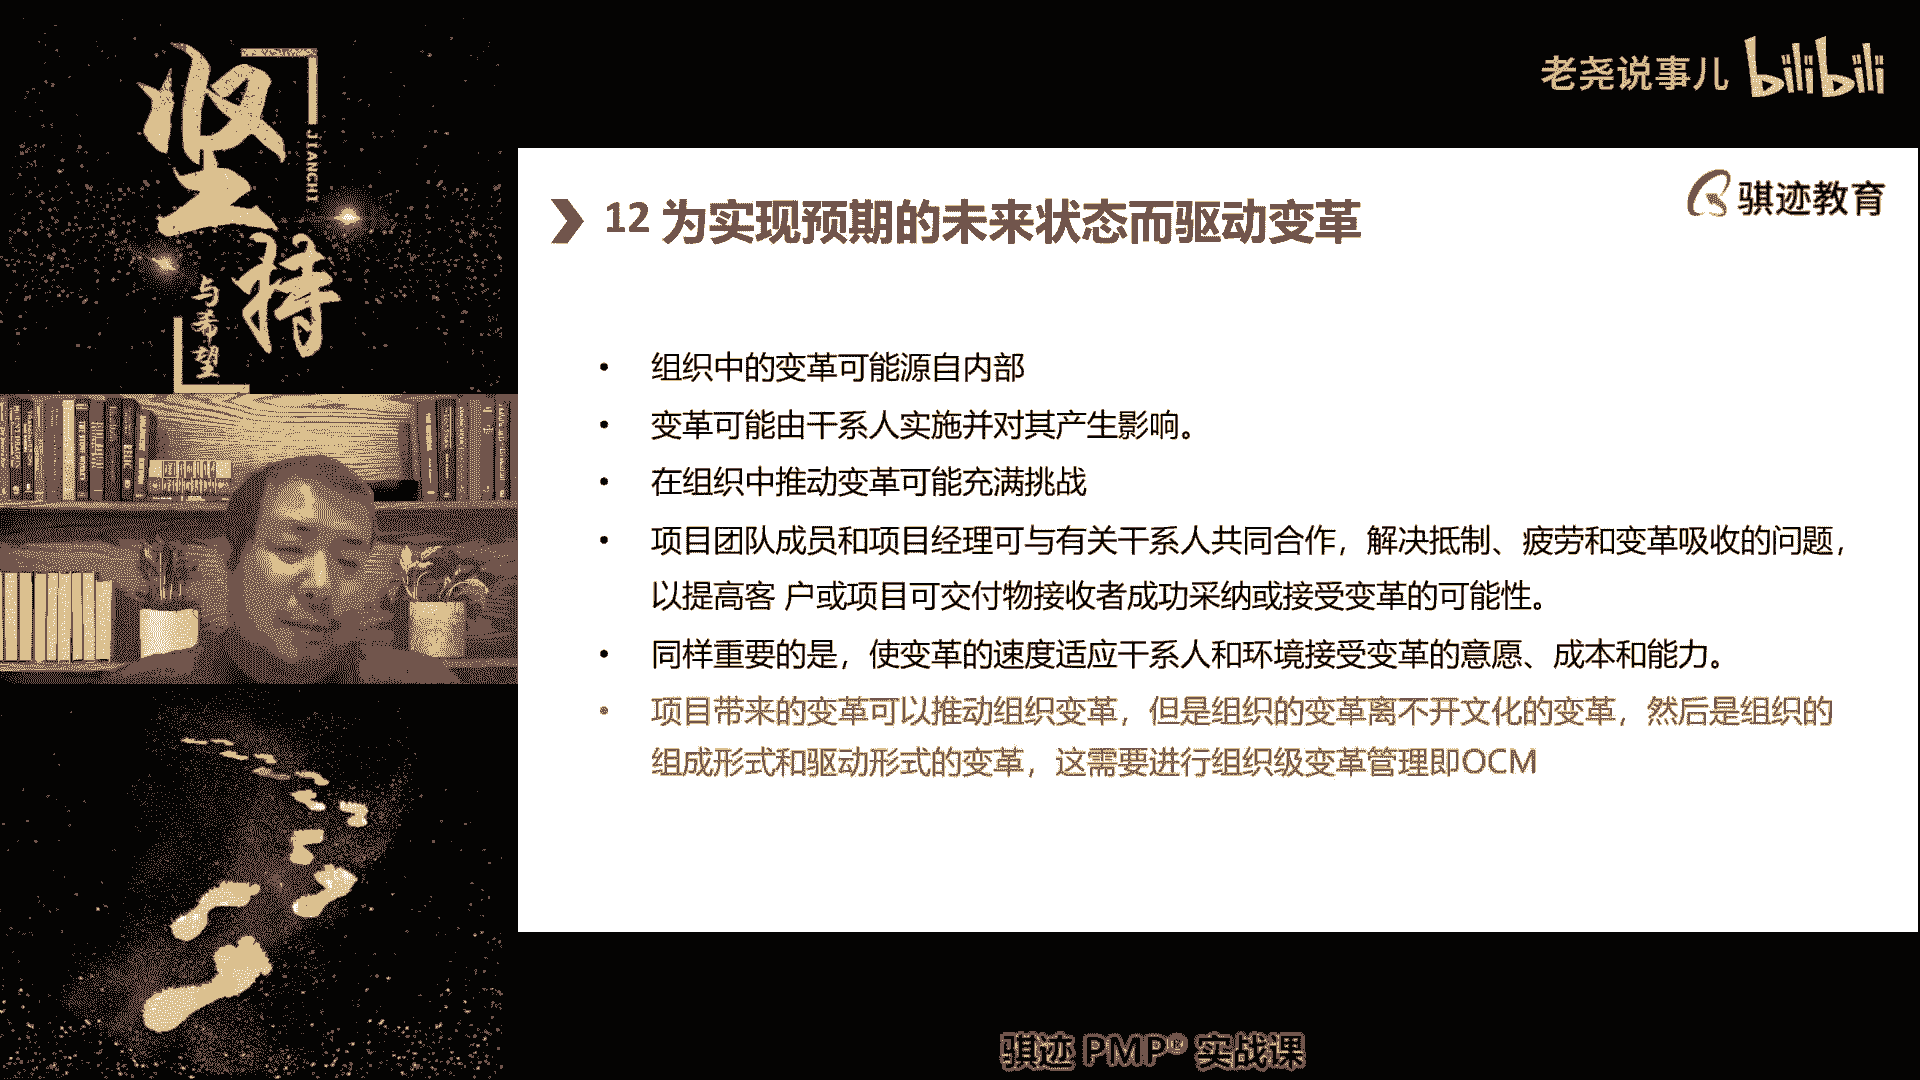 坚持
JIANCHI
与希望
老尧说事儿 bilibili
骐迹教育
12 为实现预期的未来状态而驱动变革
• 组织中的变革可能源自内部
• 变革可能由干系人实施并对其产生影响。
• 在组织中推动变革可能充满挑战
• 项目团队成员和项目经理可与有关干系人共同合作，解决抵制、疲劳和变革吸收的问题，
以提高客 户或项目可交付物接收者成功采纳或接受变革的可能性。
• 同样重要的是，使变革的速度适应干系人和环境接受变革的意愿、成本和能力。
• 项目带来的变革可以推动组织变革，但是组织的变革离不开文化的变革，然后是组织的
组成形式和驱动形式的变革，这需要进行组织级变革管理即OCM
骐迹 PMP® 实战课